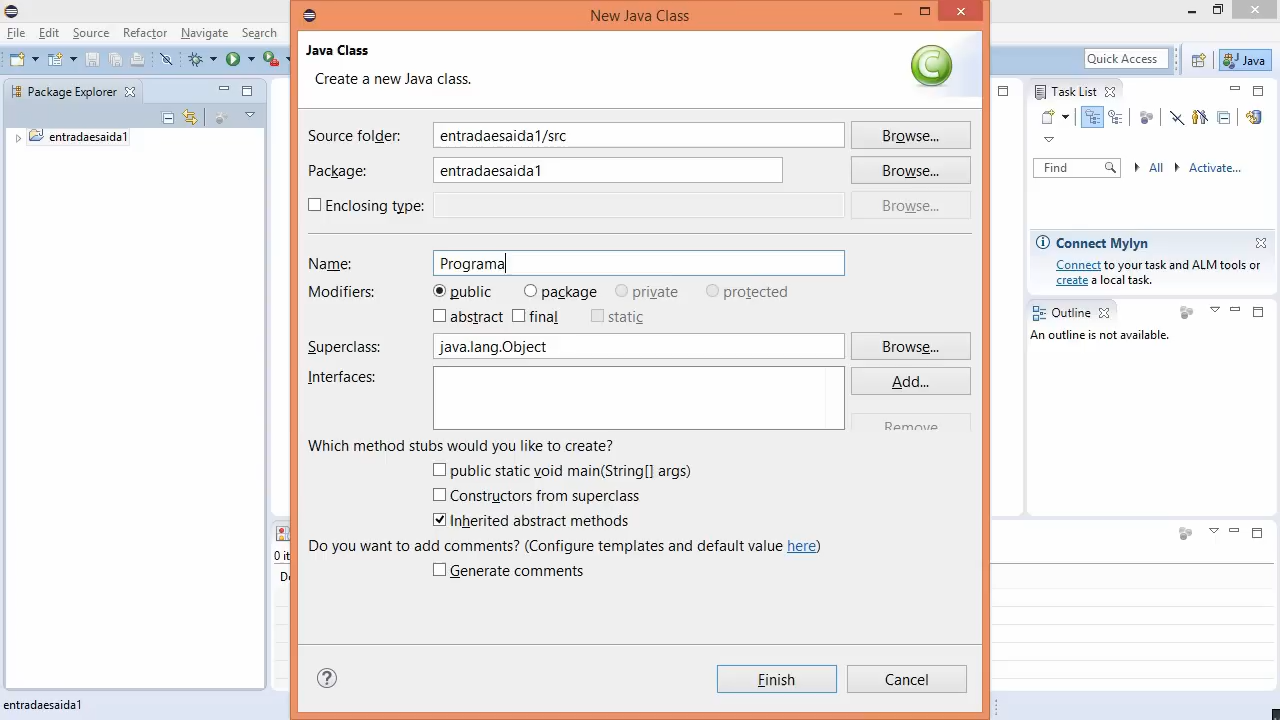 New Java Class
File Edit Source Refactor Navigate Search
Java Class
Create a new Java class.
Quick Access
Java
Package Explorer
entradaesaida1
Source folder: entradaesaida1/src Browse...
Package: entradaesaida1 Browse...
Enclosing type: Browse...
Name: Programa
Modifiers: public package private protected
abstract final static
Superclass: java.lang.Object Browse...
Interfaces: Add...
Remove
Which method stubs would you like to create?
public static void main(String[] args)
Constructors from superclass
Inherited abstract methods
Do you want to add comments? (Configure templates and default value here)
Generate comments
Finish Cancel
Task List
Find All Activate...
Connect Mylyn
Connect to your task and ALM tools or
create a local task.
Outline
An outline is not available.
entradaesaida1